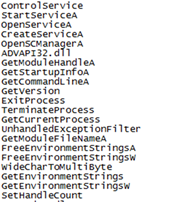 ControlService
StartServiceA
OpenServiceA
CreateServiceA
OpenSCManagerA
ADVAPI32.dll
GetModuleHandleA
GetStartupInfoA
GetCommandLineA
GetVersion
ExitProcess
TerminateProcess
GetCurrentProcess
UnhandledExceptionFilter
GetModuleFileNameA
FreeEnvironmentStringsA
FreeEnvironmentStringsW
WideCharToMultiByte
GetEnvironmentStrings
GetEnvironmentStringsW
SetHandleCount